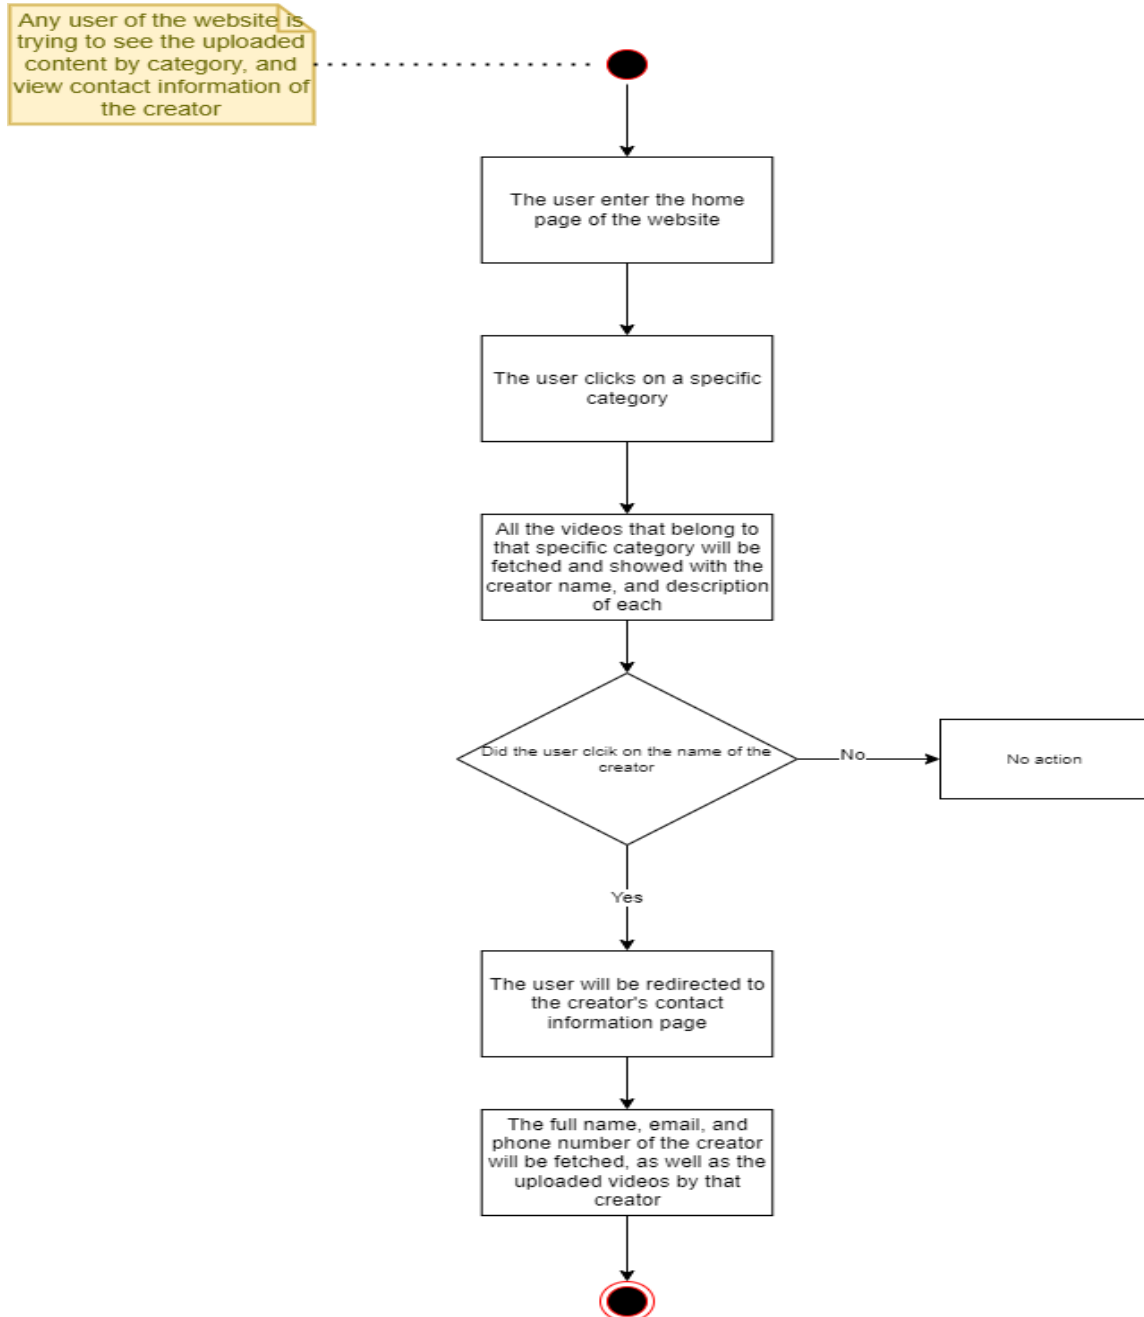 Any user of the website is
trying to see the uploaded
content by category, and
view contact information of
the creator
The user enter the home
page of the website
The user clicks on a specific
category
All the videos that belong to
that specific category will be
fetched and showed with the
creator name, and description
of each
Did the user clcik on the name of the
creator
No
No action
Yes
The user will be redirected to
the creator's contact
information page
The full name, email, and
phone number of the creator
will be fetched, as well as the
uploaded videos by that
creator